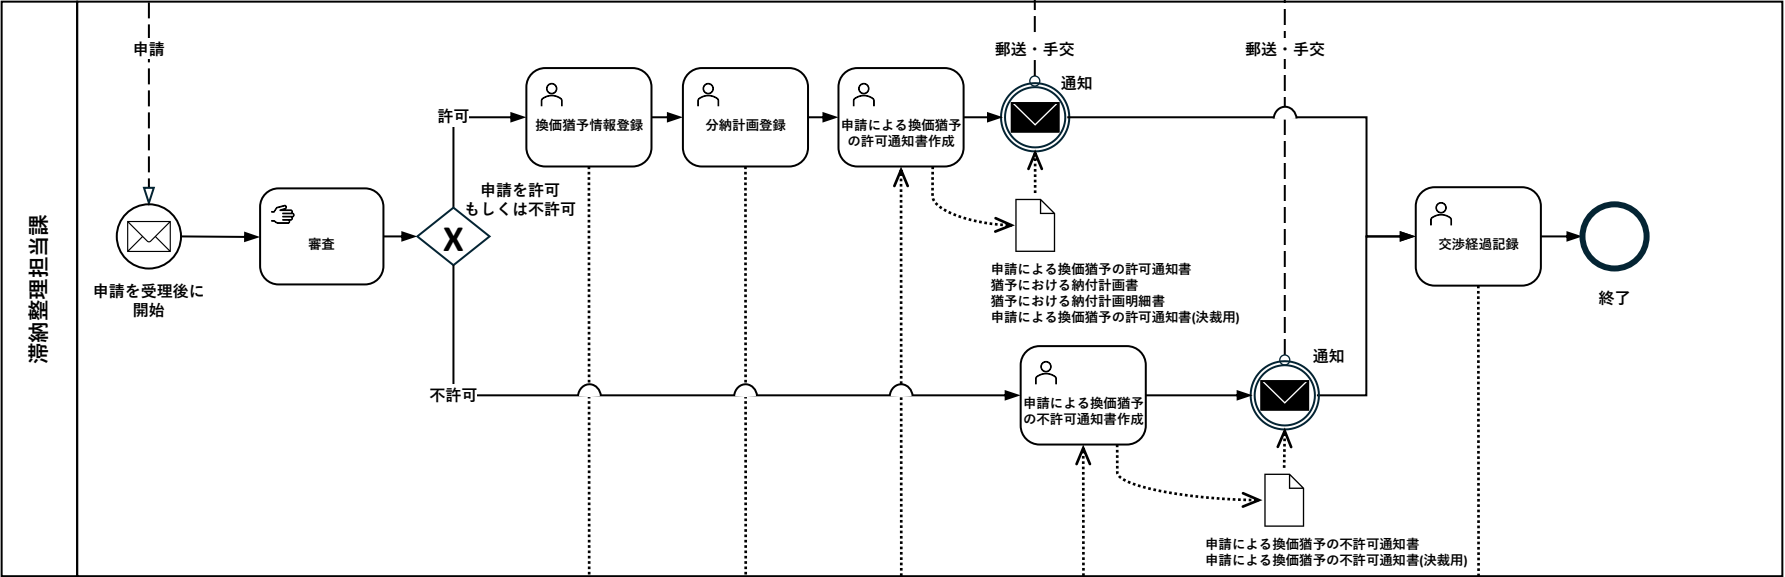 滞納整理担当課
申請
申請を受理後に
開始
審査
申請を許可
もしくは不許可
X
許可
不許可
換価猶予情報登録
分納計画登録
申請による換価猶予
の許可通知書作成
郵送・手交
通知
申請による換価猶予の許可通知書
猶予における納付計画書
猶予における納付計画明細書
申請による換価猶予の許可通知書(決裁用)
申請による換価猶予
の不許可通知書作成
郵送・手交
通知
申請による換価猶予の不許可通知書
申請による換価猶予の不許可通知書(決裁用)
交渉経過記録
終了